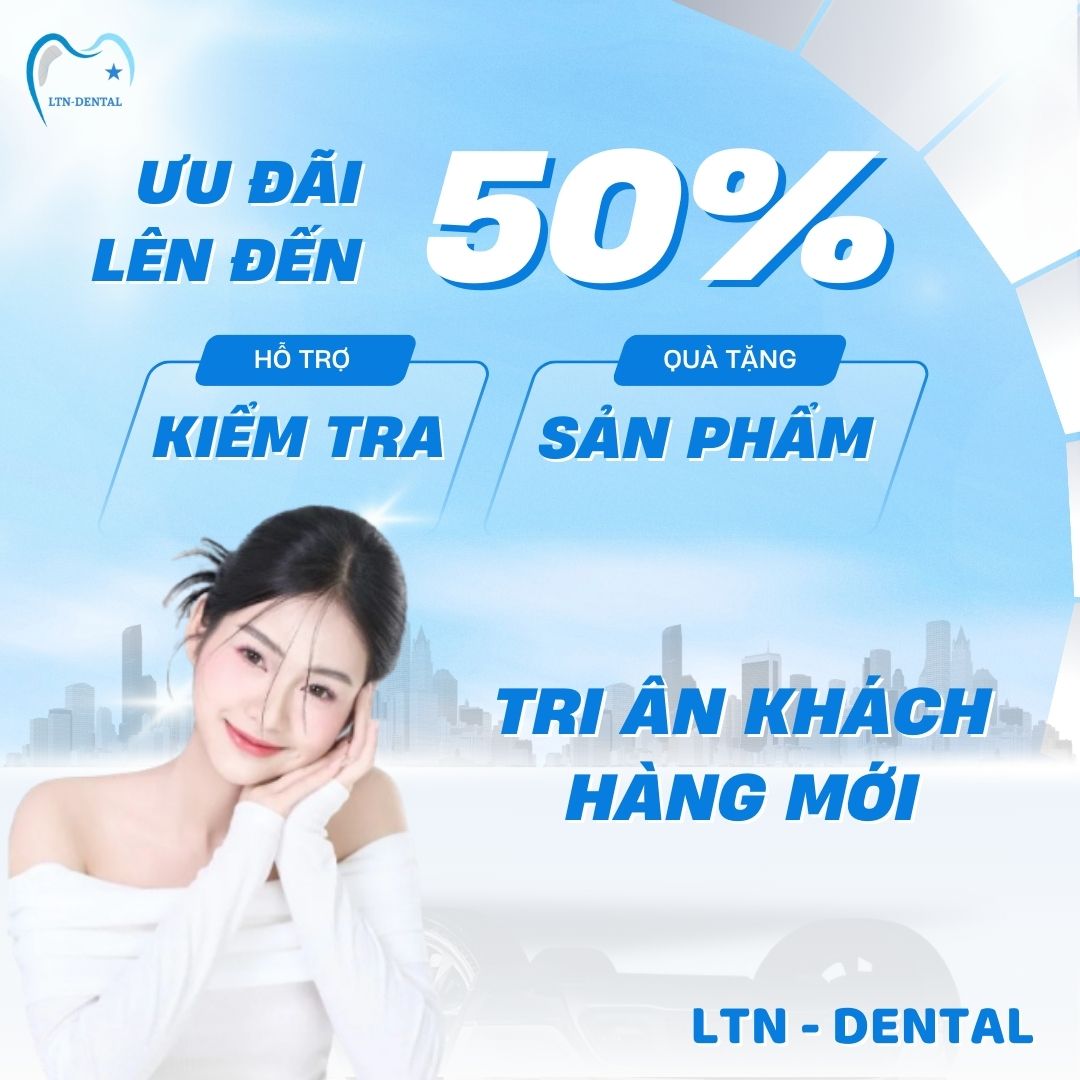 LTN-DENTAL
ƯU ĐÃI
LÊN ĐẾN
50%
HỖ TRỢ
KIỂM TRA
QUÀ TẶNG
SẢN PHẨM
TRI ÂN KHÁCH
HÀNG MỚI
LTN - DENTAL